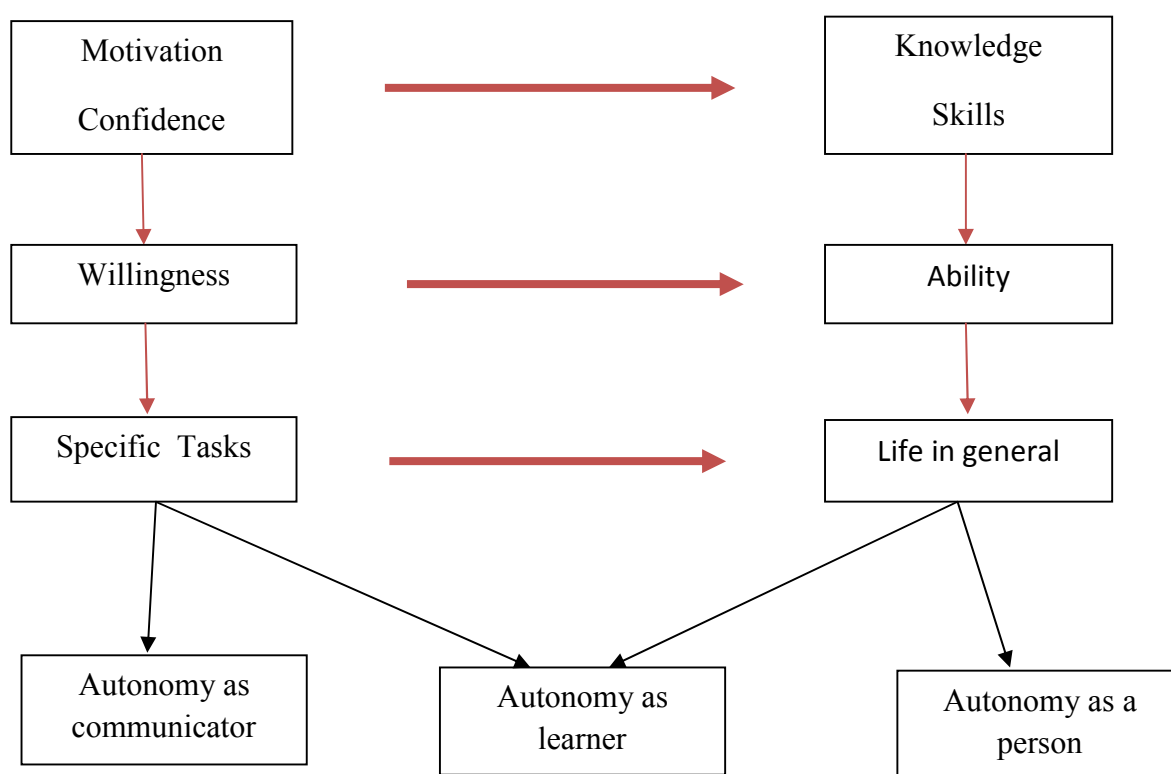 Motivation
Confidence
Knowledge
Skills
Willingness
Ability
Specific Tasks
Life in general
Autonomy as
communicator
Autonomy as
learner
Autonomy as a
person